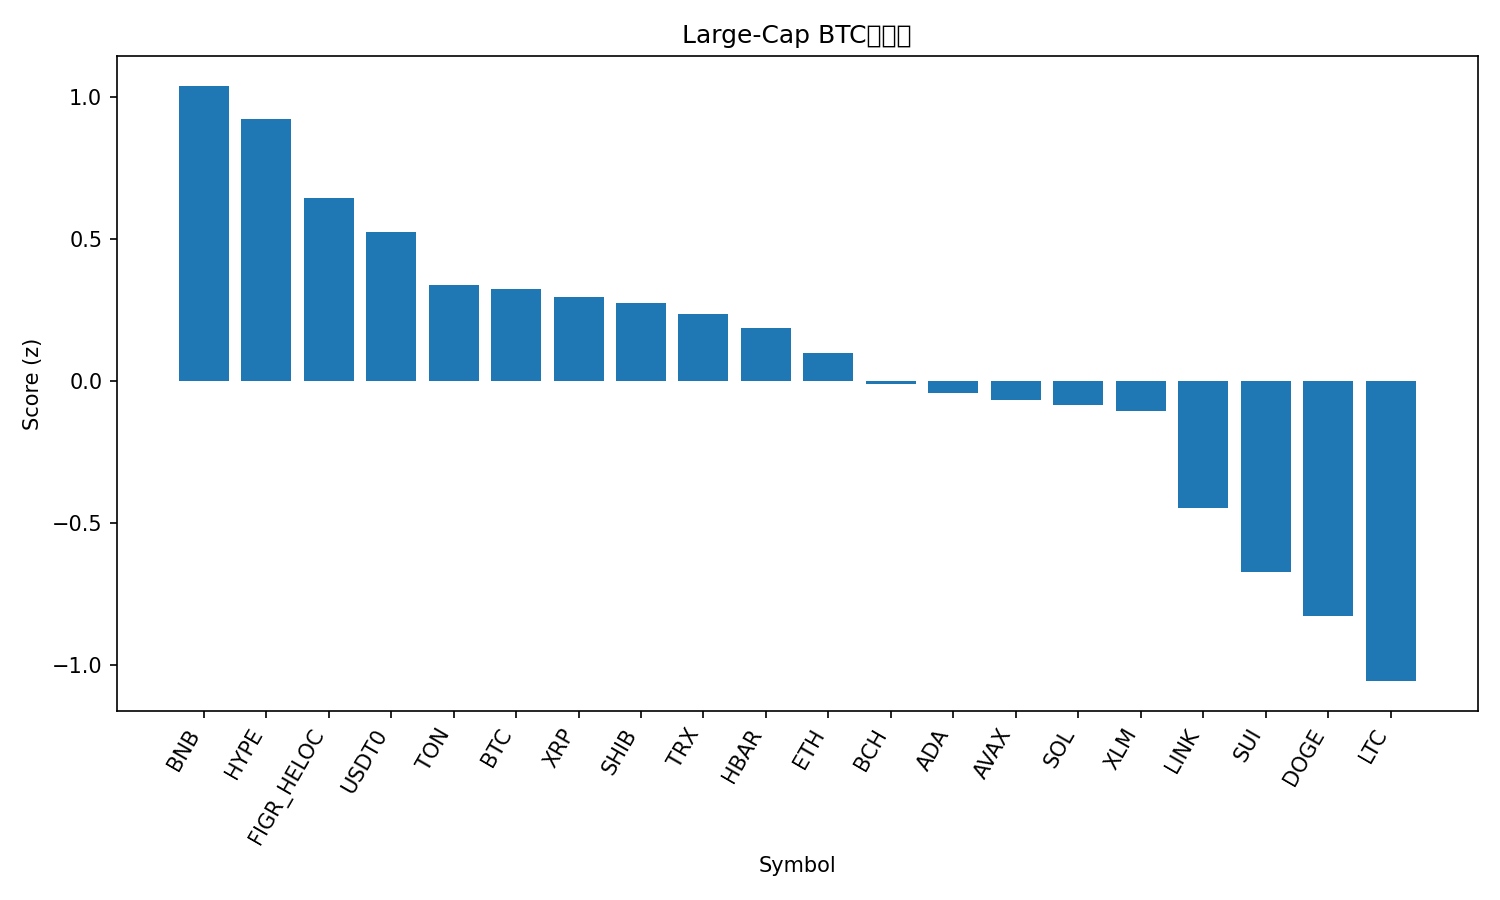 Large-Cap BTC
Score (z)
1.0
0.5
0.0
−0.5
−1.0
BNB
HYPE
FIGR_HELOC
USDT0
TON
BTC
XRP
SHIB
TRX
HBAR
ETH
BCH
ADA
AVAX
SOL
XLM
LINK
SUI
DOGE
LTC
Symbol